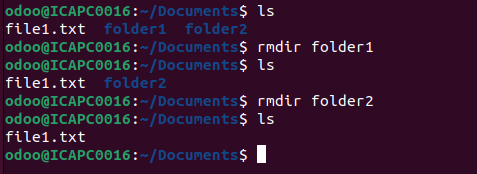 odoo@ICAPC0016:~/Documents$ ls
file1.txt  folder1  folder2
odoo@ICAPC0016:~/Documents$ rmdir folder1
odoo@ICAPC0016:~/Documents$ ls
file1.txt  folder2
odoo@ICAPC0016:~/Documents$ rmdir folder2
odoo@ICAPC0016:~/Documents$ ls
file1.txt
odoo@ICAPC0016:~/Documents$